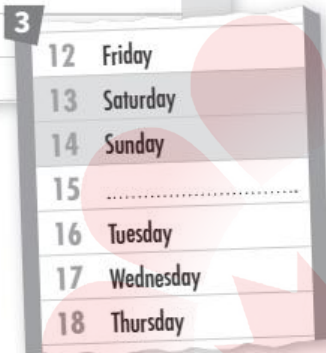 3
12 Friday
13 Saturday
14 Sunday
15 ........................
16 Tuesday
17 Wednesday
18 Thursday